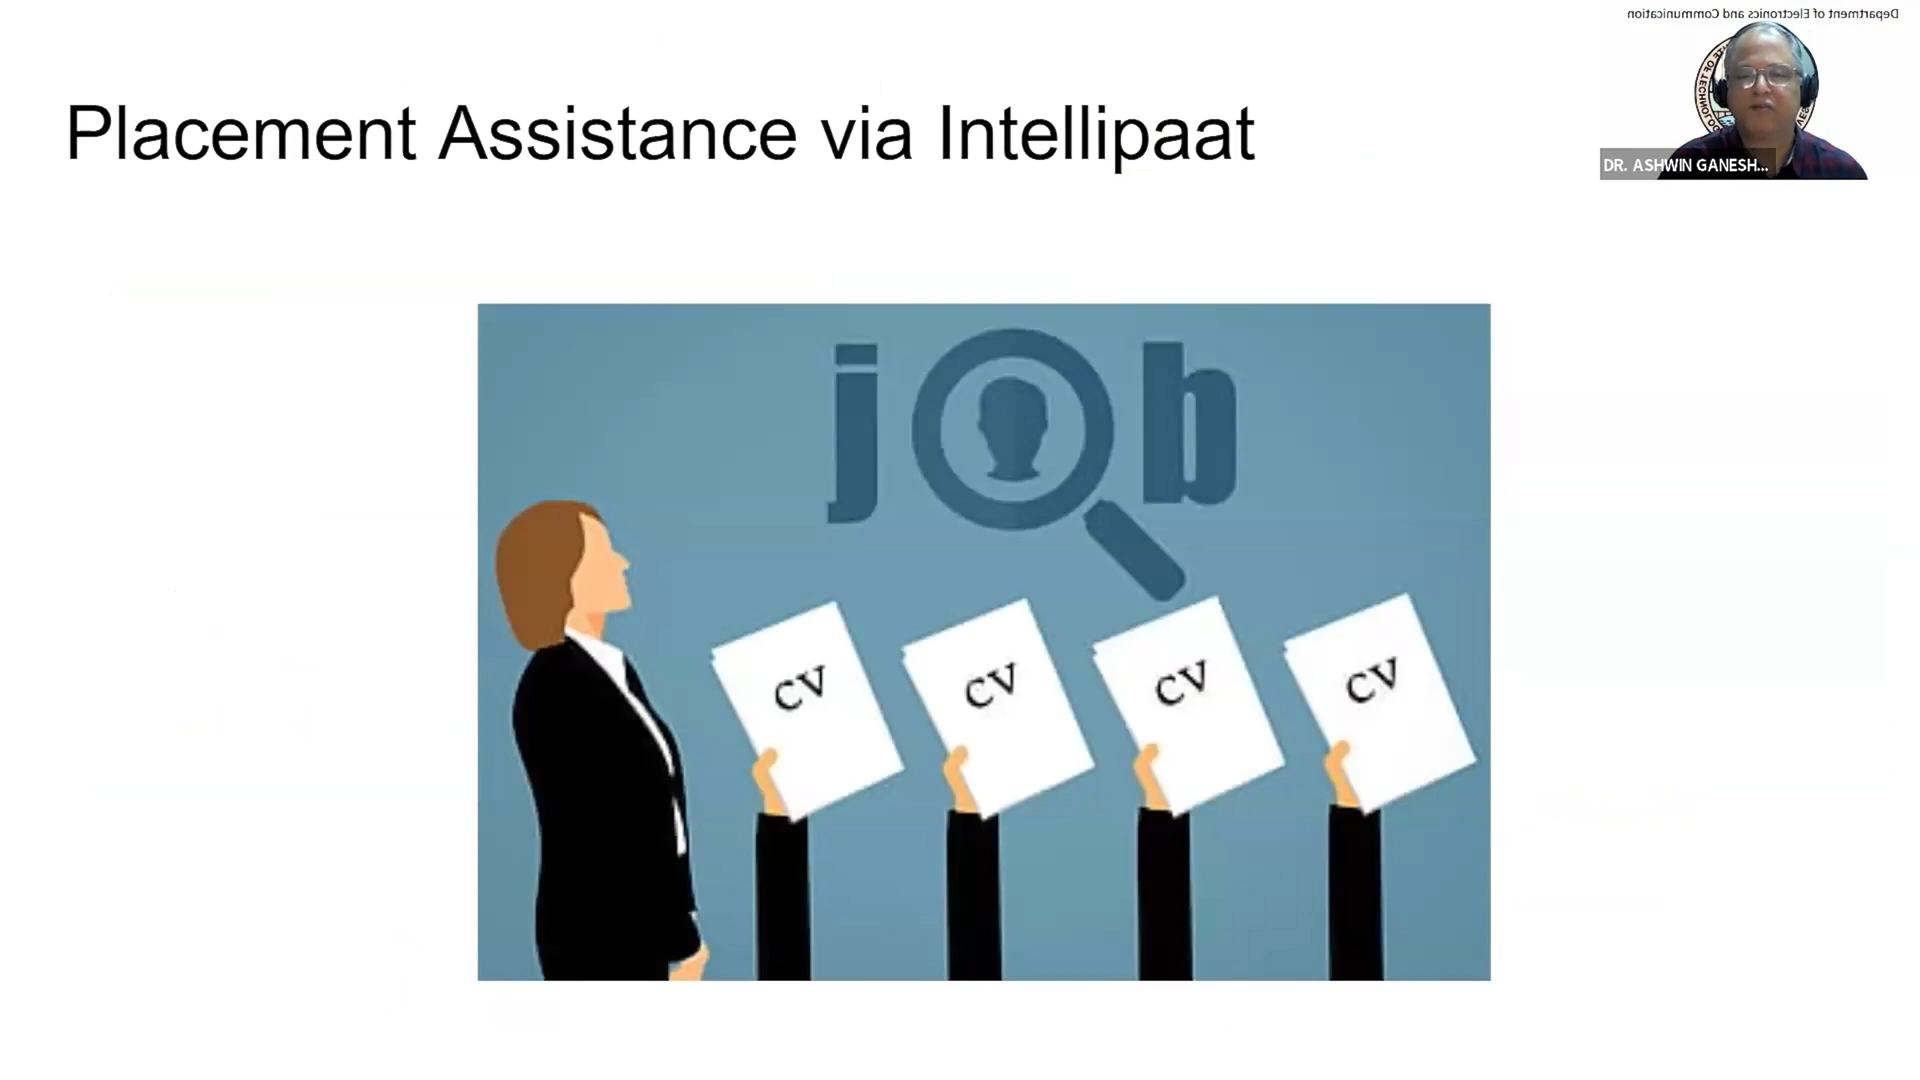 Department of Electronics and Communication
Placement Assistance via Intellipaat
DR. ASHWIN GANESH...
job
CV
CV
CV
CV